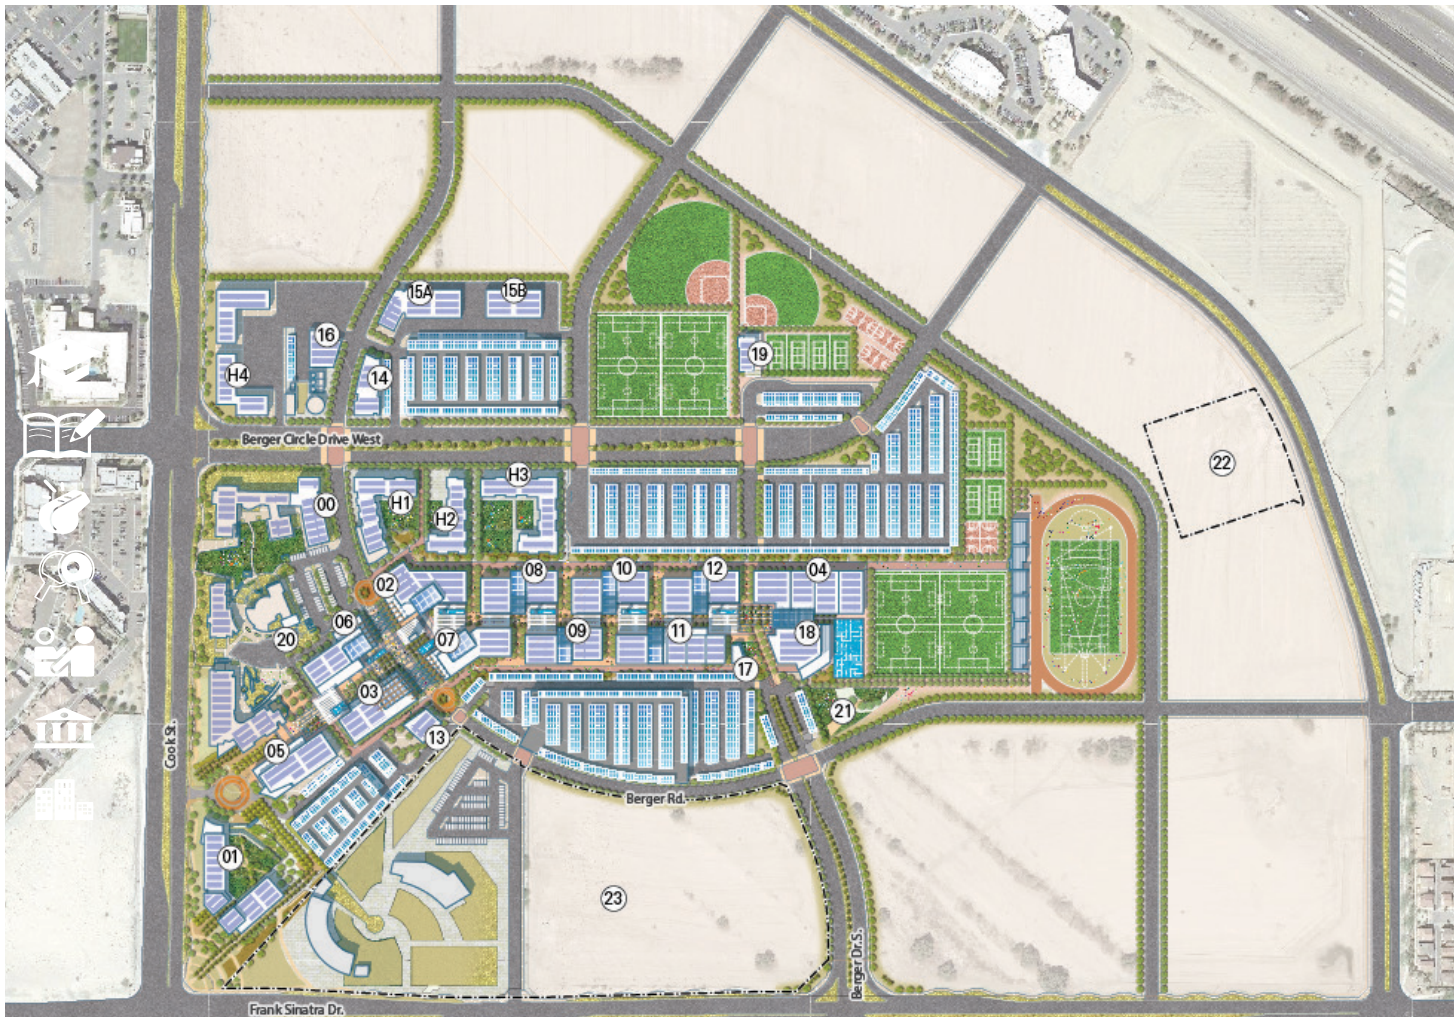 15A
15B
16
19
H4
14
Berger Circle Drive West
22
H3
H1
00
H2
08
10
12
04
02
06
07
09
11
18
20
17
03
21
Cook St.
13
05
Berger Rd.
01
23
Berger Dr. S.
Frank Sinatra Dr.